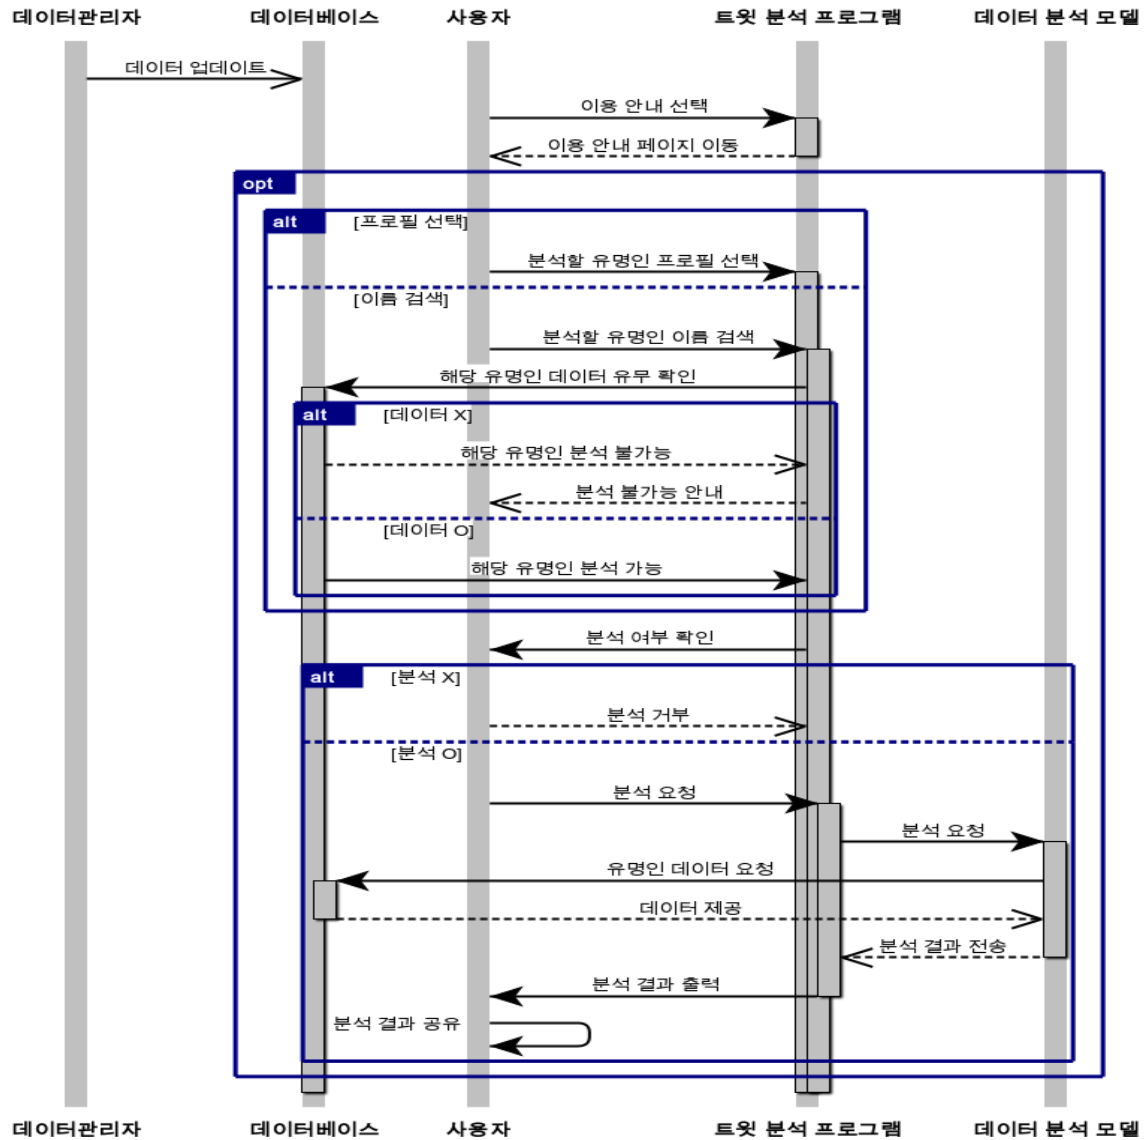 데이터관리자 데이터베이스 사용자 트윗 분석 프로그램 데이터 분석 모델
데이터 업데이트
이용 안내 선택
이용 안내 페이지 이동
opt
alt [프로필 선택]
분석할 유명인 프로필 선택
[이름 검색]
분석할 유명인 이름 검색
해당 유명인 데이터 유무 확인
alt [데이터 X]
해당 유명인 분석 불가능
분석 불가능 안내
[데이터 O]
해당 유명인 분석 가능
분석 여부 확인
alt [분석 X]
분석 거부
[분석 O]
분석 요청
분석 요청
유명인 데이터 요청
데이터 제공
분석 결과 전송
분석 결과 출력
분석 결과 공유
데이터관리자 데이터베이스 사용자 트윗 분석 프로그램 데이터 분석 모델